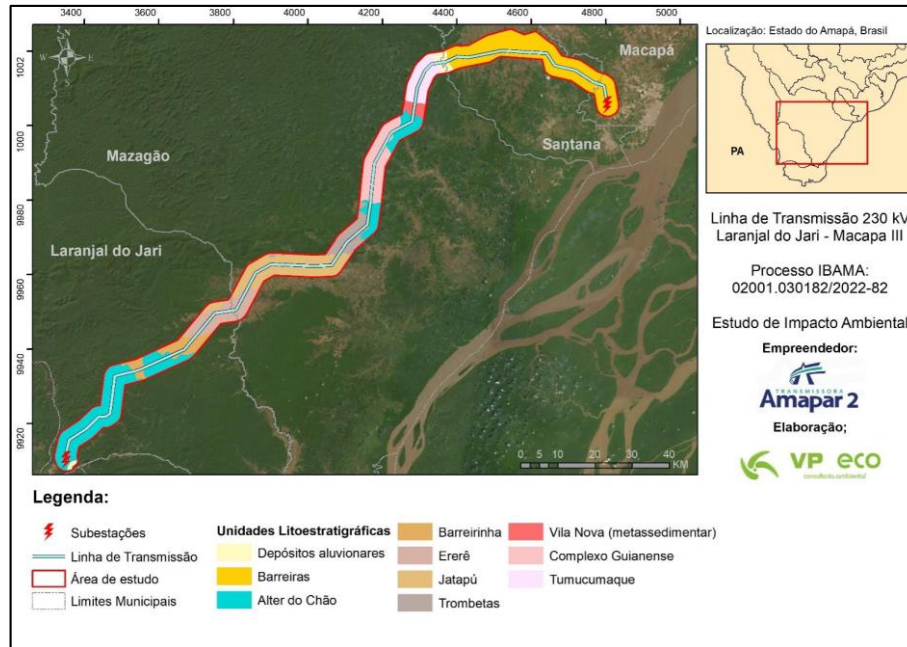 3400 3600 3800 4000 4200 4400 4600 4800 5000
1002
1000
9980
9960
9940
9920
N
W E
S
Macapá
Santana
Mazagão
Laranjal do Jari
0 5 10 20 30 40
KM
Localização: Estado do Amapá, Brasil
PA
Linha de Transmissão 230 kV
Laranjal do Jari - Macapa III
Processo IBAMA:
02001.030182/2022-82
Estudo de Impacto Ambiental
Empreendedor:
TRANSMISSORA
Amapar 2
Elaboração;
VP eco
consultoria ambiental
Legenda:
Subestações
Linha de Transmissão
Área de estudo
Limites Municipais
Unidades Litoestratigráficas
Depósitos aluvionares
Barreiras
Alter do Chão
Barreirinha
Ererê
Jatapú
Trombetas
Vila Nova (metassedimentar)
Complexo Guianense
Tumucumaque